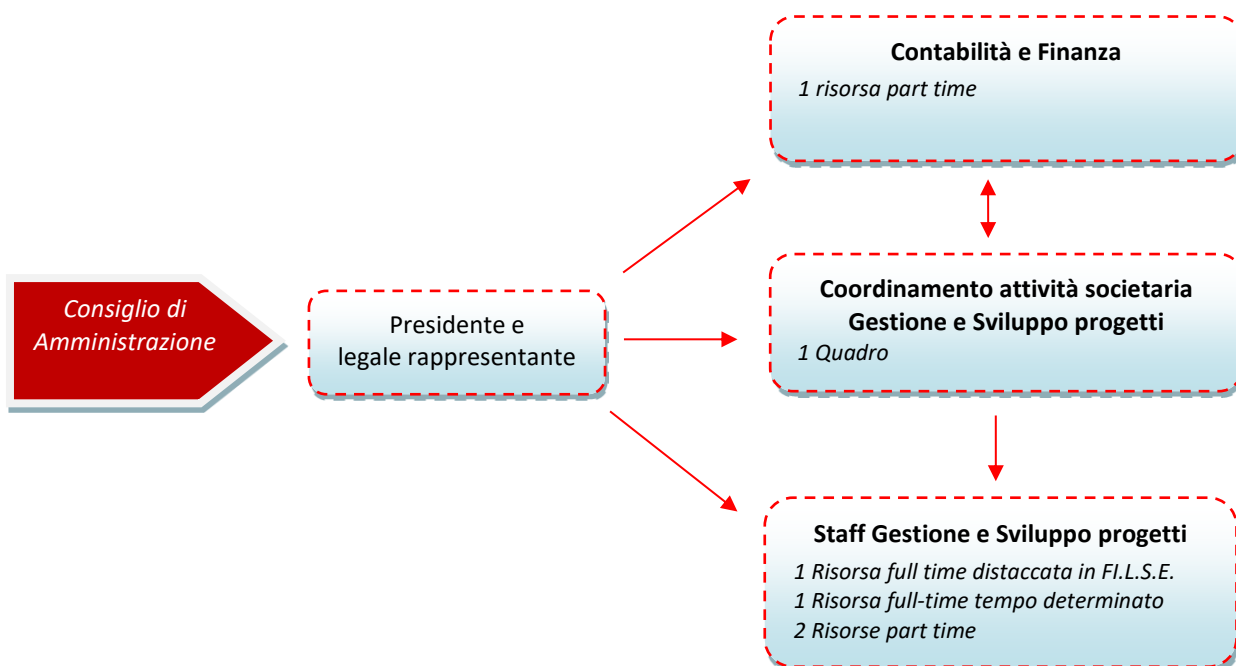 Contabilità e Finanza
1 risorsa part time
Consiglio di
Amministrazione
Presidente e
legale rappresentante
Coordinamento attività societaria
Gestione e Sviluppo progetti
1 Quadro
Staff Gestione e Sviluppo progetti
1 Risorsa full time distaccata in FI.L.S.E.
1 Risorsa full-time tempo determinato
2 Risorse part time